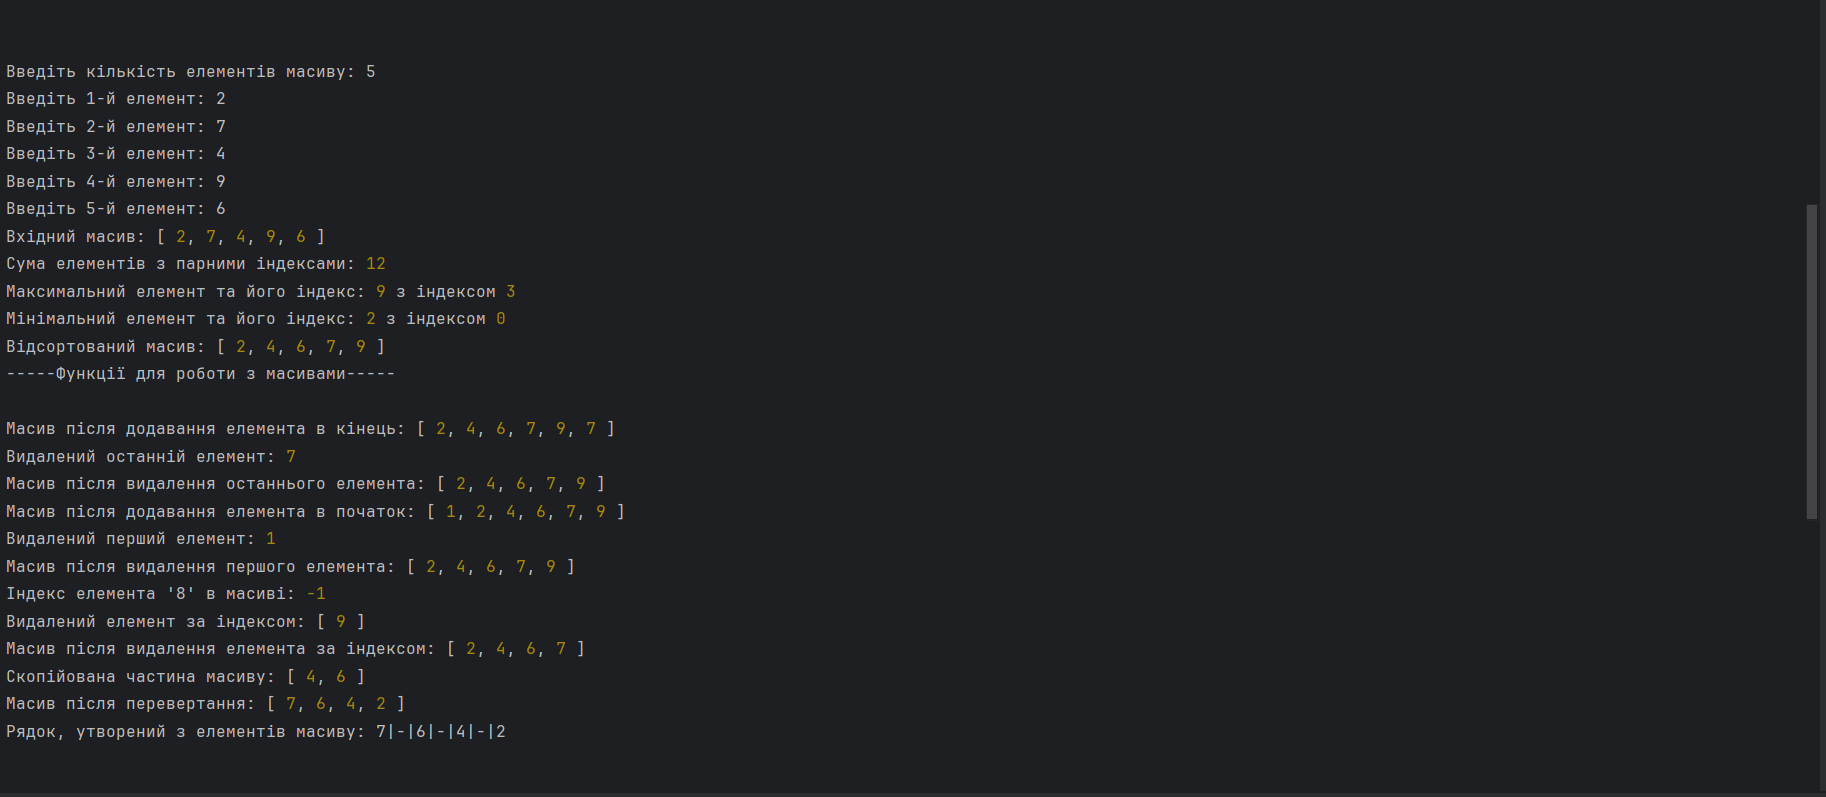 Введіть кількість елементів масиву: 5
Введіть 1-й елемент: 2
Введіть 2-й елемент: 7
Введіть 3-й елемент: 4
Введіть 4-й елемент: 9
Введіть 5-й елемент: 6
Вхідний масив: [ 2, 7, 4, 9, 6 ]
Сума елементів з парними індексами: 12
Максимальний елемент та його індекс: 9 з індексом 3
Мінімальний елемент та його індекс: 2 з індексом 0
Відсортований масив: [ 2, 4, 6, 7, 9 ]
-----Функції для роботи з масивами-----
Масив після додавання елемента в кінець: [ 2, 4, 6, 7, 9, 7 ]
Видалений останній елемент: 7
Масив після видалення останнього елемента: [ 2, 4, 6, 7, 9 ]
Масив після додавання елемента в початок: [ 1, 2, 4, 6, 7, 9 ]
Видалений перший елемент: 1
Масив після видалення першого елемента: [ 2, 4, 6, 7, 9 ]
Індекс елемента '8' в масиві: -1
Видалений елемент за індексом: [ 9 ]
Масив після видалення елемента за індексом: [ 2, 4, 6, 7 ]
Скопійована частина масиву: [ 4, 6 ]
Масив після перевертання: [ 7, 6, 4, 2 ]
Рядок, утворений з елементів масиву: 7|-|6|-|4|-|2